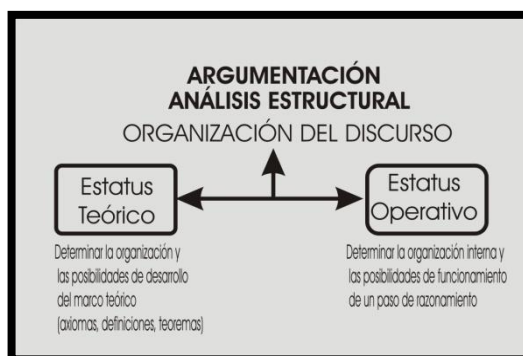 ARGUMENTACIÓN
ANÁLISIS ESTRUCTURAL
ORGANIZACIÓN DEL DISCURSO
Estatus
Teórico
Determinar la organización y
las posibilidades de desarrollo
del marco teórico
(axiomas, definiciones, teoremas)
Estatus
Operativo
Determinar la organización interna y
las posibilidades de funcionamiento
de un paso de razonamiento